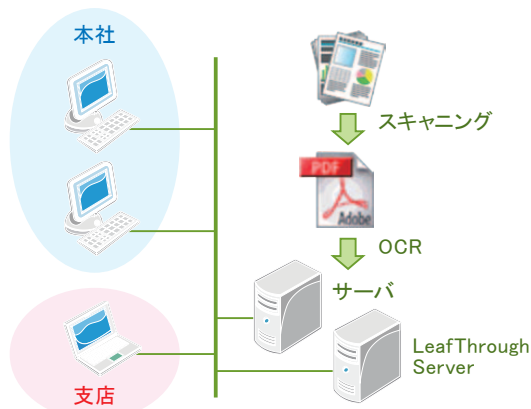 本社
スキャニング
PDF
Adobe
OCR
サーバ
LeafThrough
Server
支店